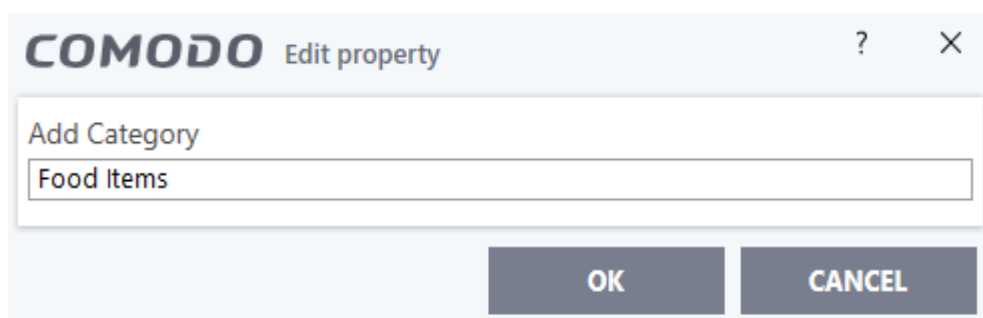 COMODO Edit property ? ×
Add Category
Food Items
OK CANCEL